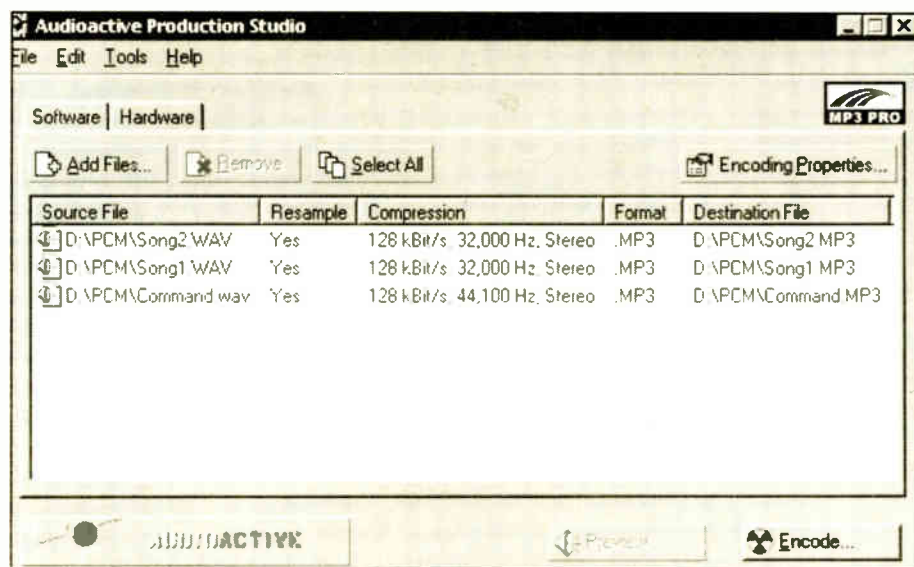 Audioactive Production Studio
File Edit Tools Help
MP3 PRO
Software Hardware
Add Files... Remove Select All Encoding Properties...
Source File Resample Compression Format Destination File
D:\PCM\Song2.WAV Yes 128 kBit/s, 32,000 Hz, Stereo .MP3 D:\PCM\Song2.MP3
D:\PCM\Song1.WAV Yes 128 kBit/s, 32,000 Hz, Stereo .MP3 D:\PCM\Song1.MP3
D:\PCM\Command.wav Yes 128 kBit/s, 44,100 Hz, Stereo .MP3 D:\PCM\Command.MP3
AUDIOACTIVE Preview Encode...